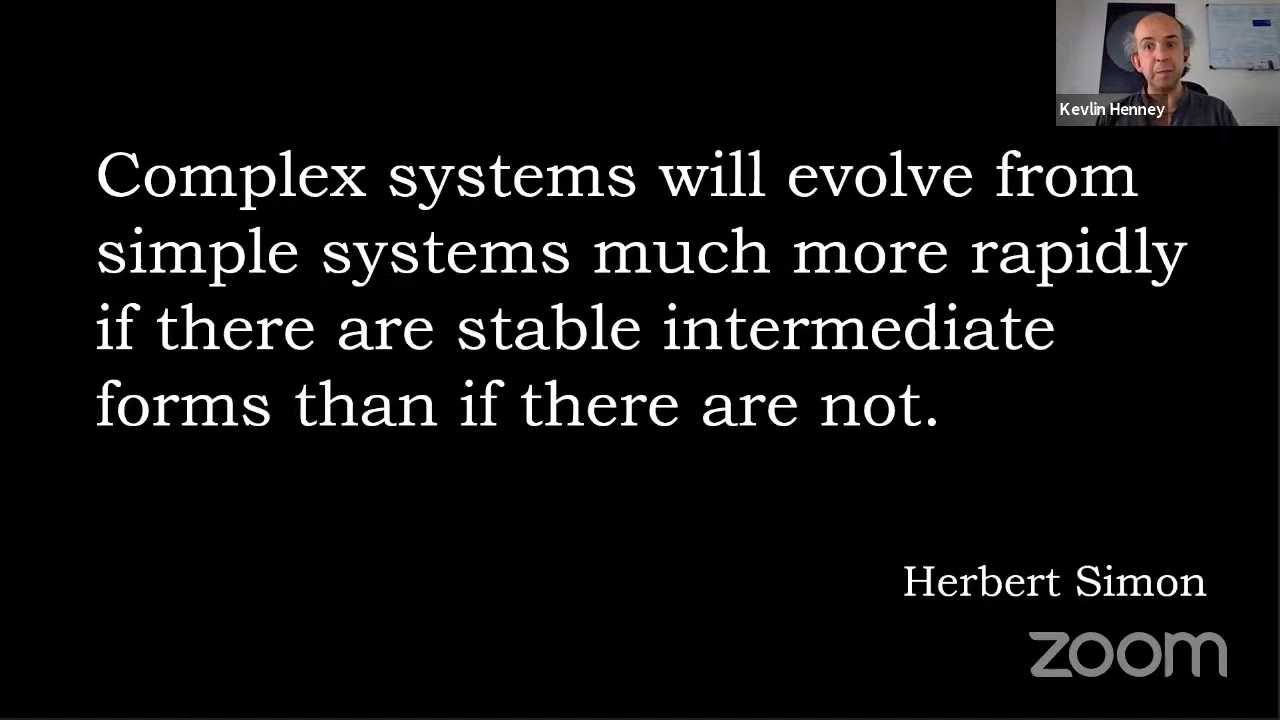 Kevlin Henney
Complex systems will evolve from
simple systems much more rapidly
if there are stable intermediate
forms than if there are not.
Herbert Simon
zoom